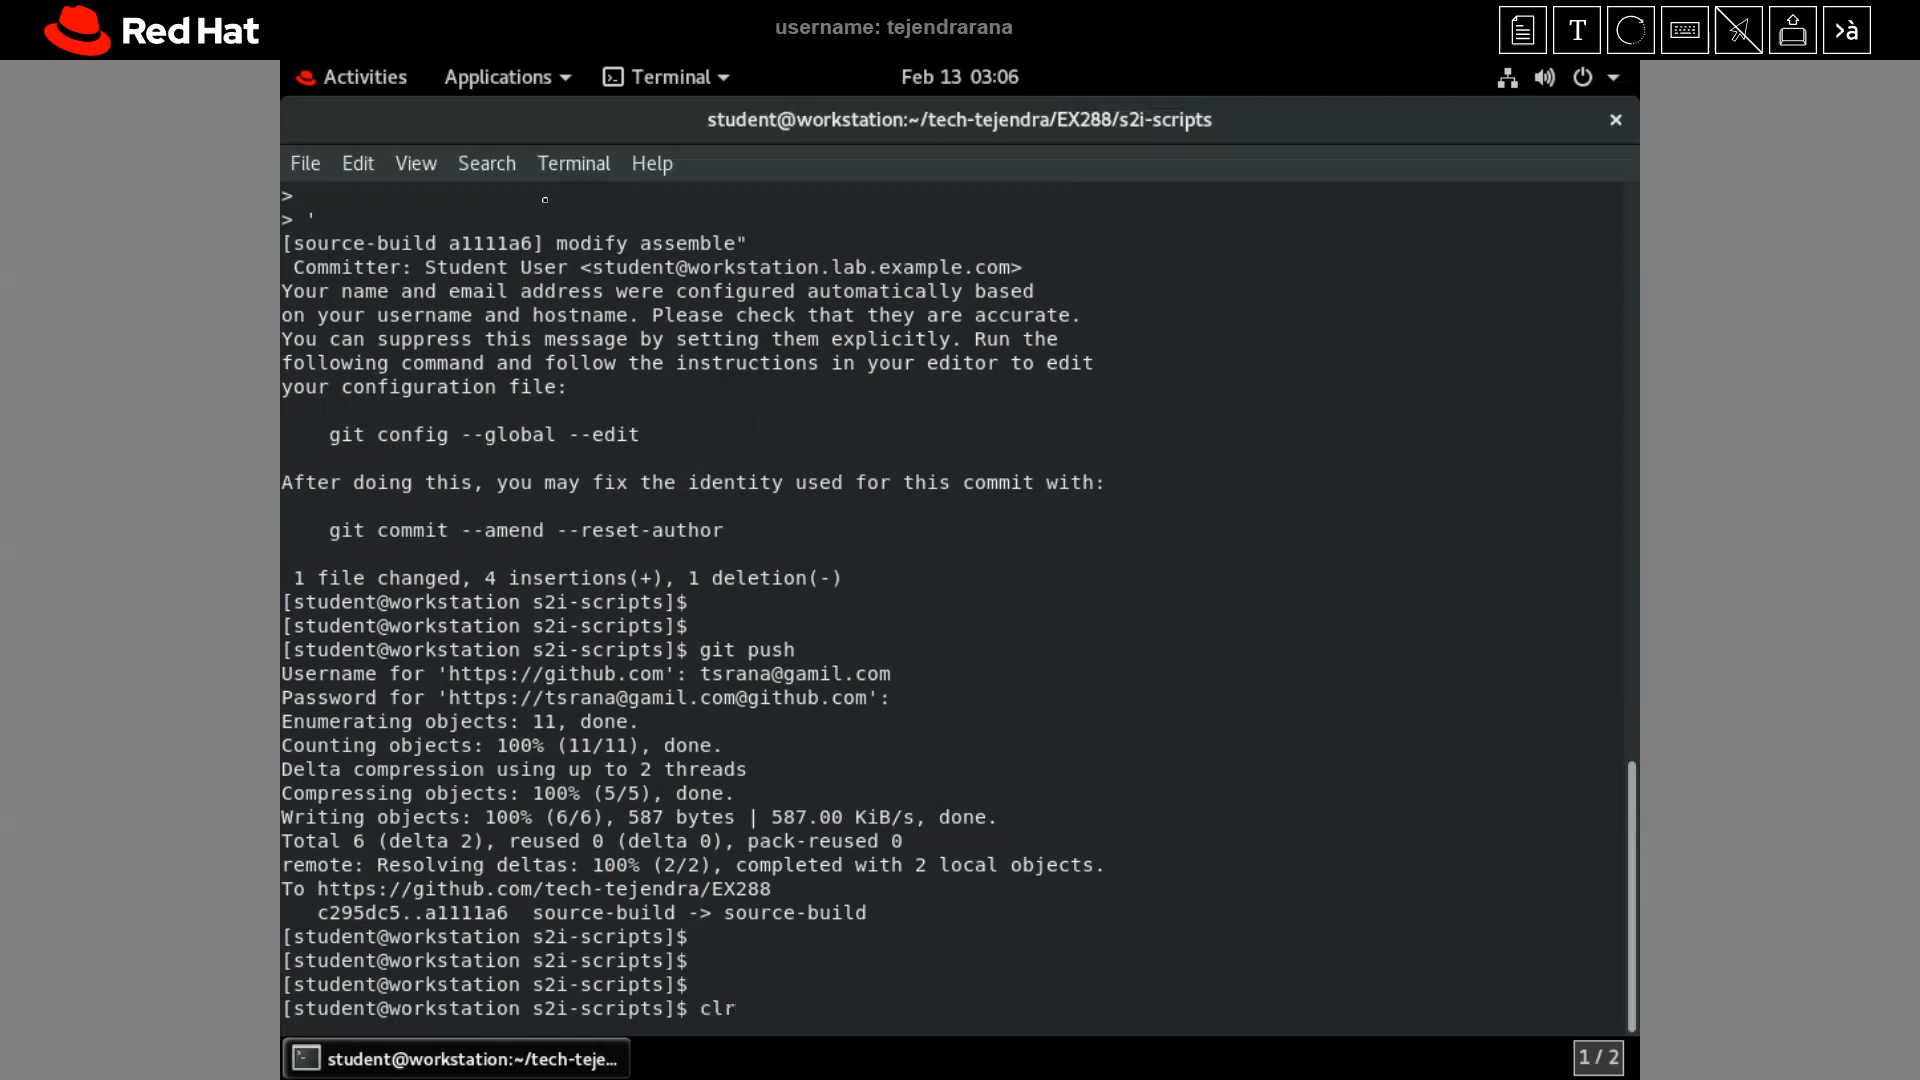 Red Hat
username: tejendrarana
T
>à
Activities Applications Terminal Feb 13 03:06
student@workstation:~/tech-tejendra/EX288/s2i-scripts ×
File Edit View Search Terminal Help
>
> '
[source-build a1111a6] modify assemble"
Committer: Student User <student@workstation.lab.example.com>
Your name and email address were configured automatically based
on your username and hostname. Please check that they are accurate.
You can suppress this message by setting them explicitly. Run the
following command and follow the instructions in your editor to edit
your configuration file:
git config --global --edit
After doing this, you may fix the identity used for this commit with:
git commit --amend --reset-author
1 file changed, 4 insertions(+), 1 deletion(-)
[student@workstation s2i-scripts]$
[student@workstation s2i-scripts]$
[student@workstation s2i-scripts]$ git push
Username for 'https://github.com': tsrana@gamil.com
Password for 'https://tsrana@gamil.com@github.com':
Enumerating objects: 11, done.
Counting objects: 100% (11/11), done.
Delta compression using up to 2 threads
Compressing objects: 100% (5/5), done.
Writing objects: 100% (6/6), 587 bytes | 587.00 KiB/s, done.
Total 6 (delta 2), reused 0 (delta 0), pack-reused 0
remote: Resolving deltas: 100% (2/2), completed with 2 local objects.
To https://github.com/tech-tejendra/EX288
c295dc5..a1111a6 source-build -> source-build
[student@workstation s2i-scripts]$
[student@workstation s2i-scripts]$
[student@workstation s2i-scripts]$
[student@workstation s2i-scripts]$ clr
student@workstation:~/tech-teje... 1 / 2